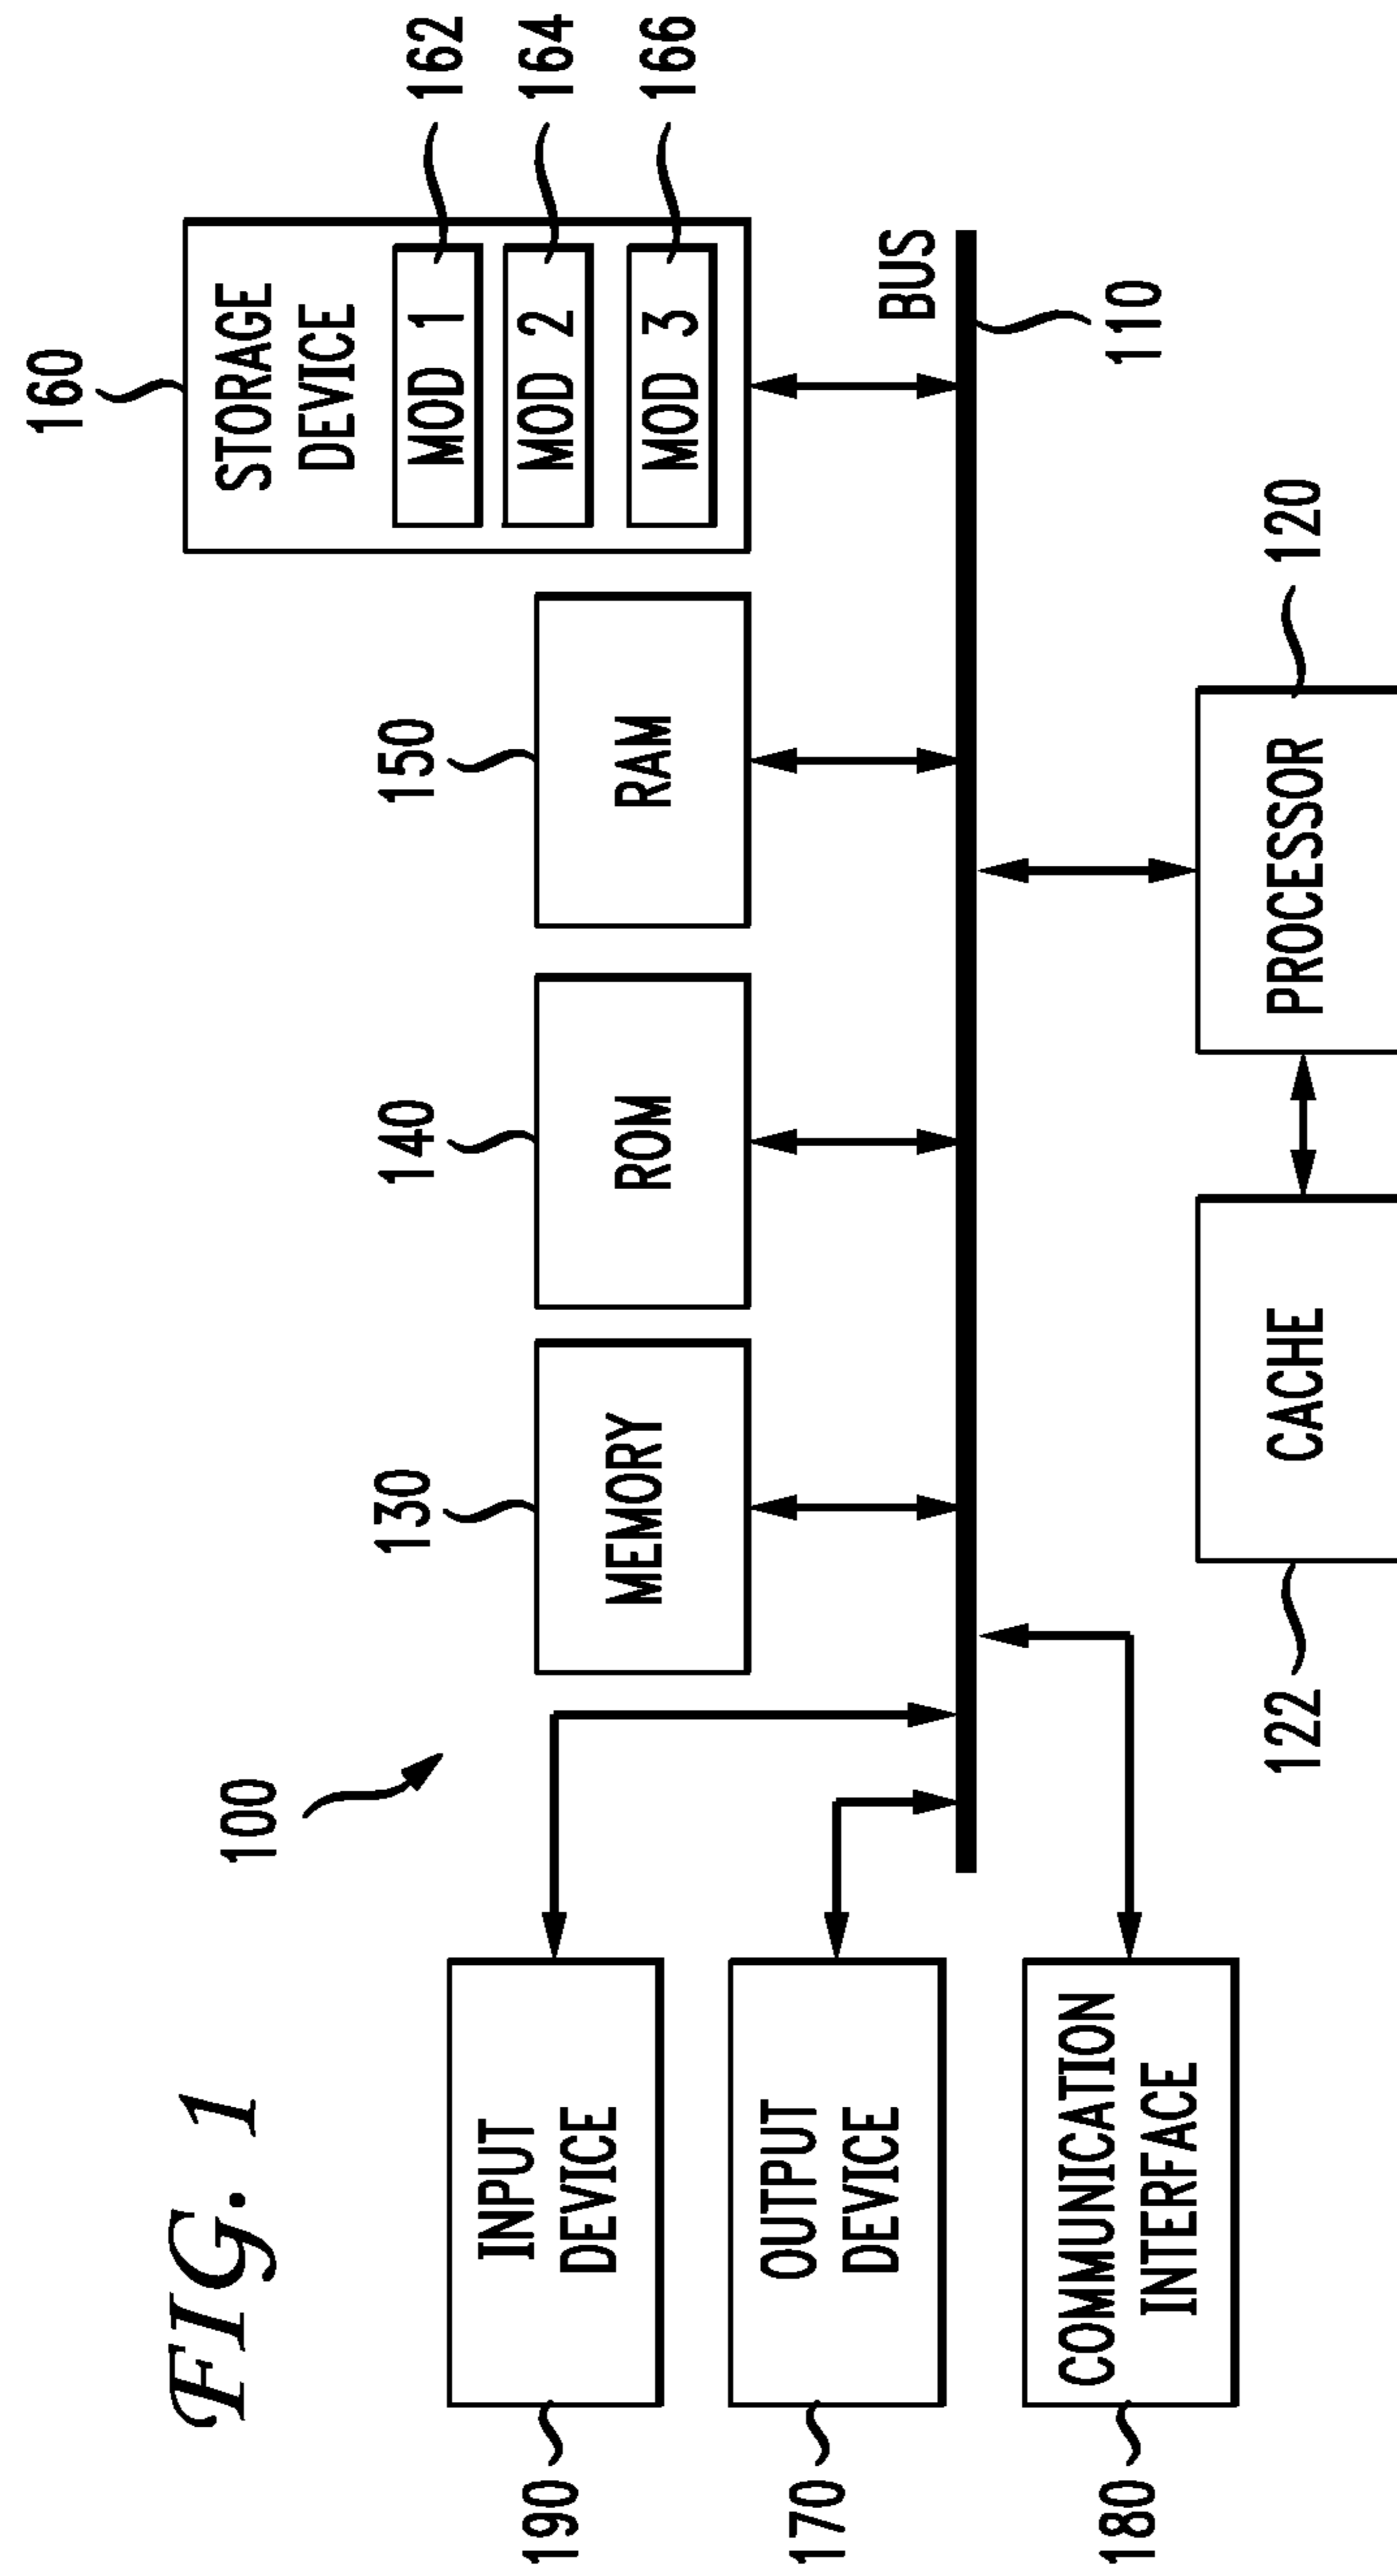 FIG. 1
160
STORAGE
DEVICE
MOD 1
162
MOD 2
164
MOD 3
166
150
RAM
140
ROM
130
MEMORY
100
BUS
110
190
INPUT
DEVICE
170
OUTPUT
DEVICE
180
COMMUNICATION
INTERFACE
122
CACHE
PROCESSOR
120